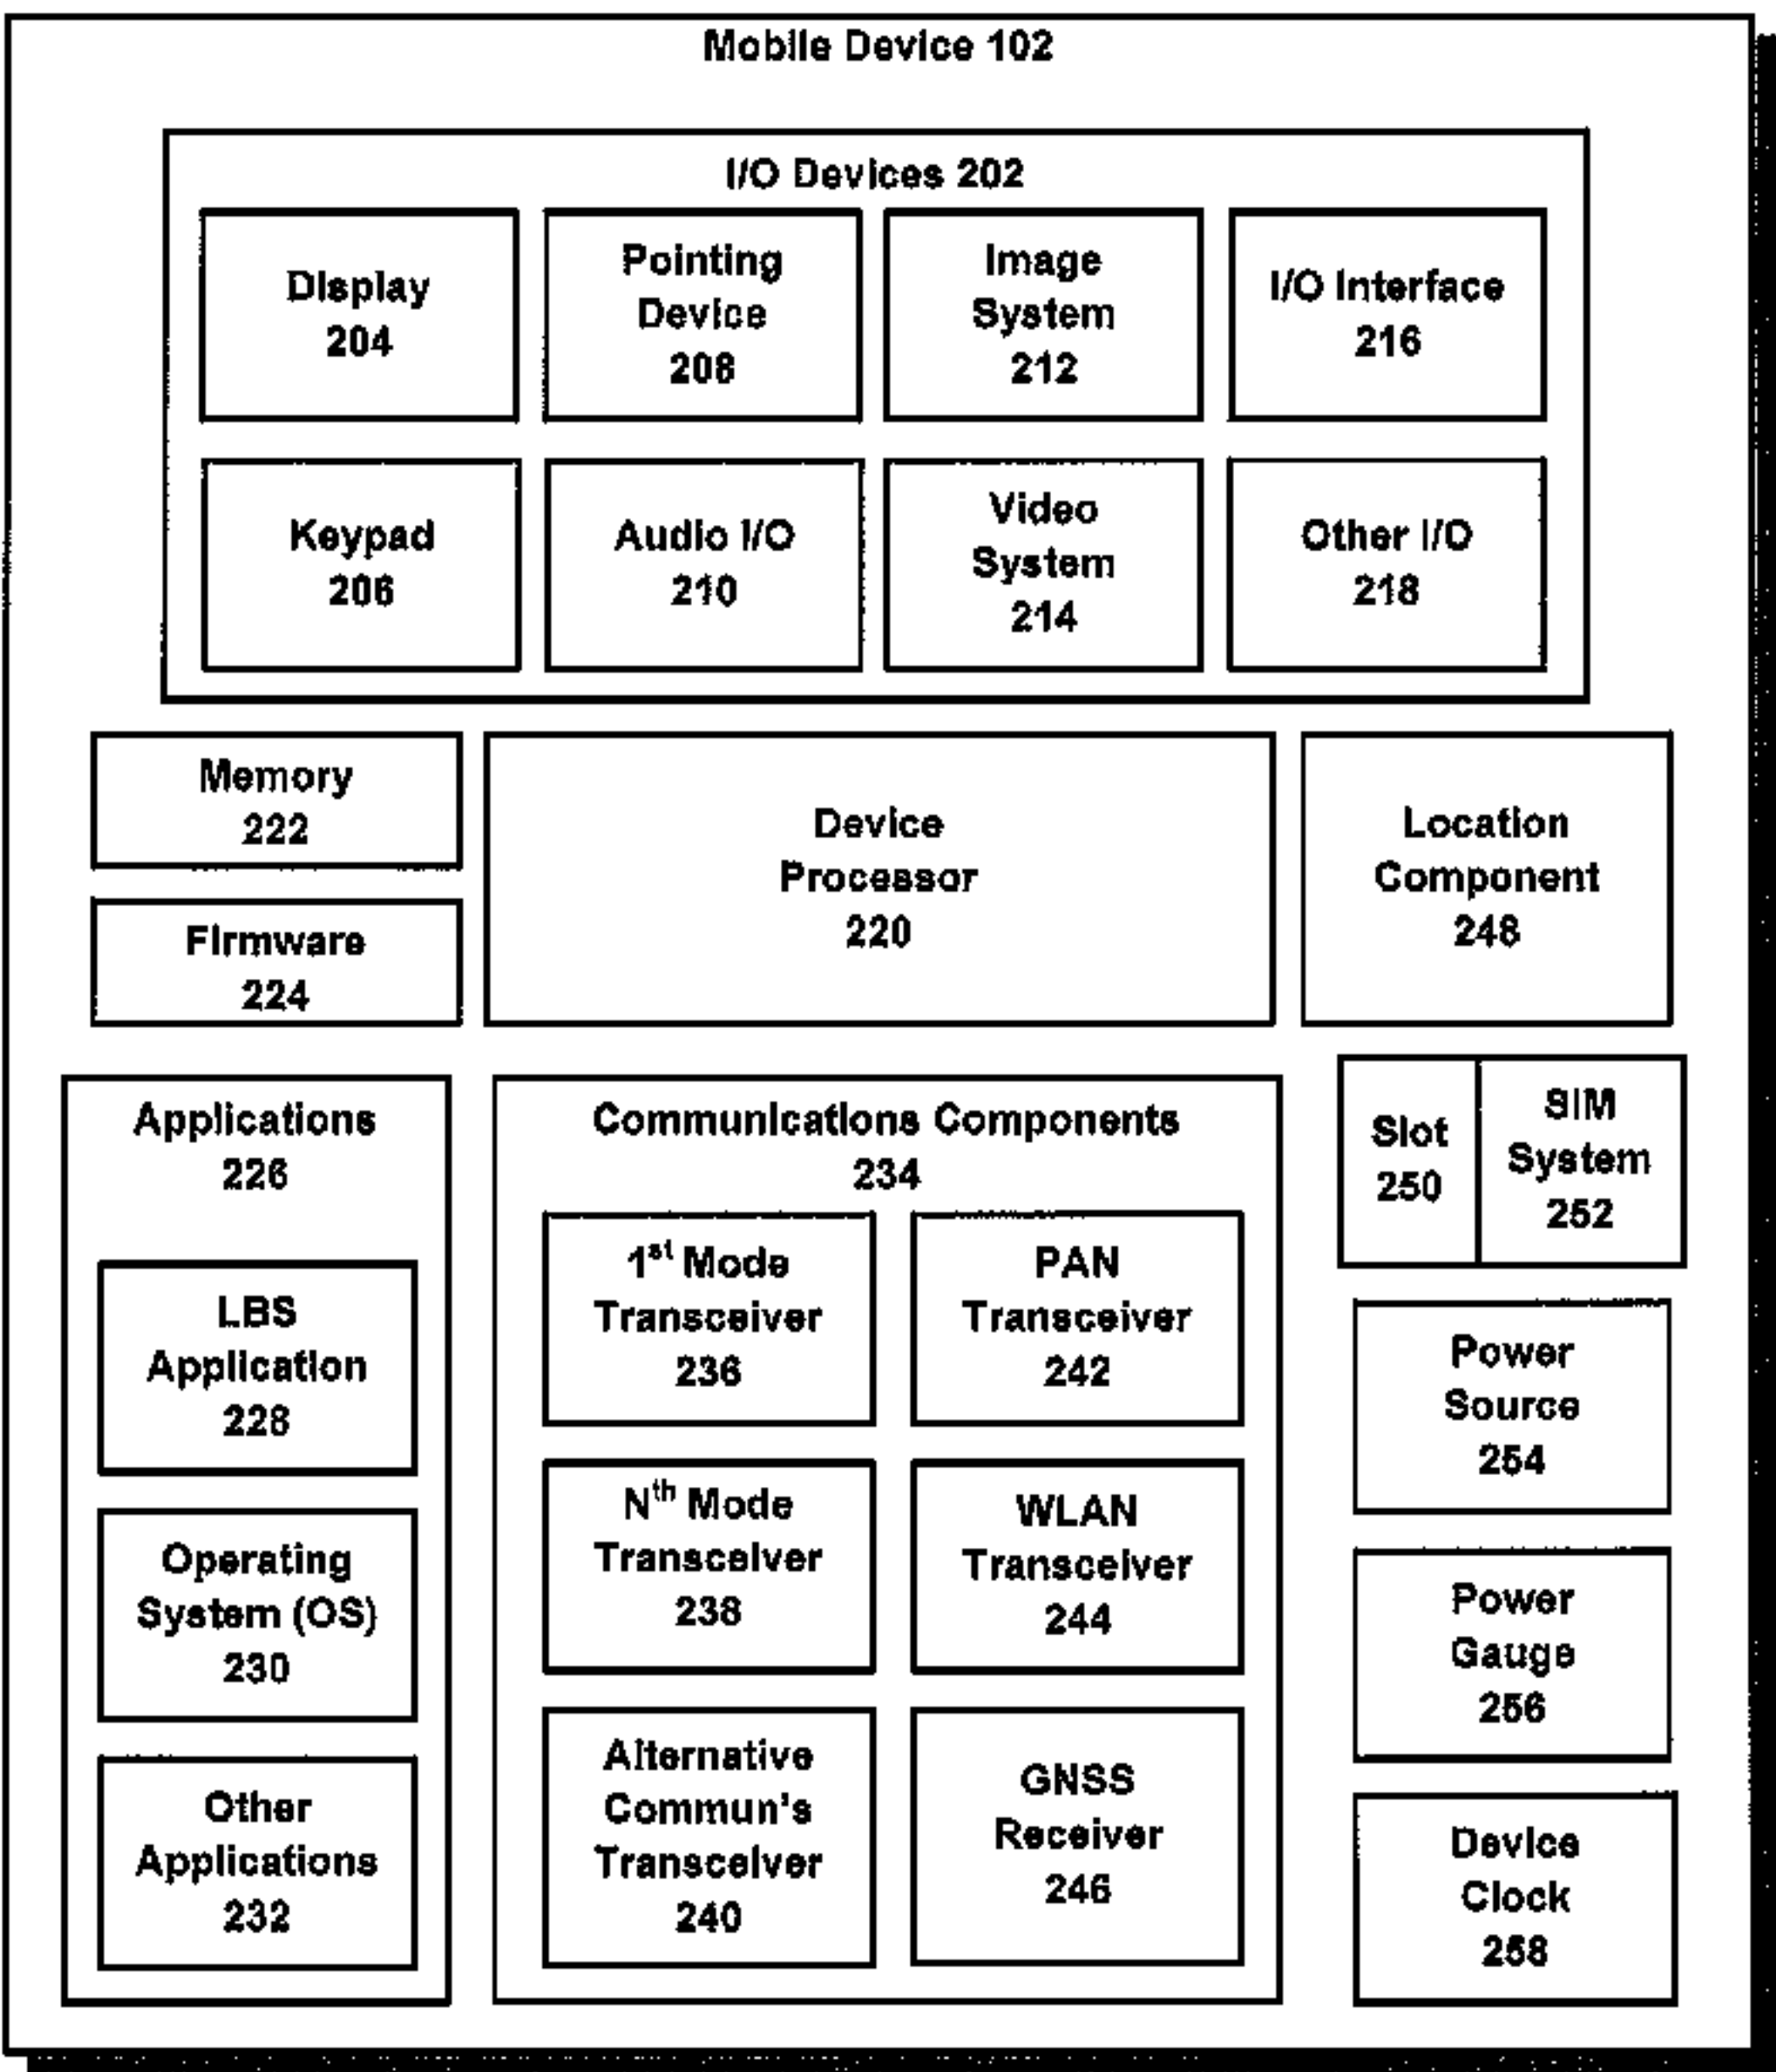 Mobile Device 102
I/O Devices 202
Display
204
Pointing
Device
208
Image
System
212
I/O Interface
216
Keypad
206
Audio I/O
210
Video
System
214
Other I/O
218
Memory
222
Firmware
224
Device
Processor
220
Location
Component
248
Applications
226
LBS
Application
228
Operating
System (OS)
230
Other
Applications
232
Communications Components
234
1st Mode
Transceiver
236
PAN
Transceiver
242
Nth Mode
Transceiver
238
WLAN
Transceiver
244
Alternative
Commun's
Transceiver
240
GNSS
Receiver
246
Slot
250
SIM
System
252
Power
Source
254
Power
Gauge
256
Device
Clock
258